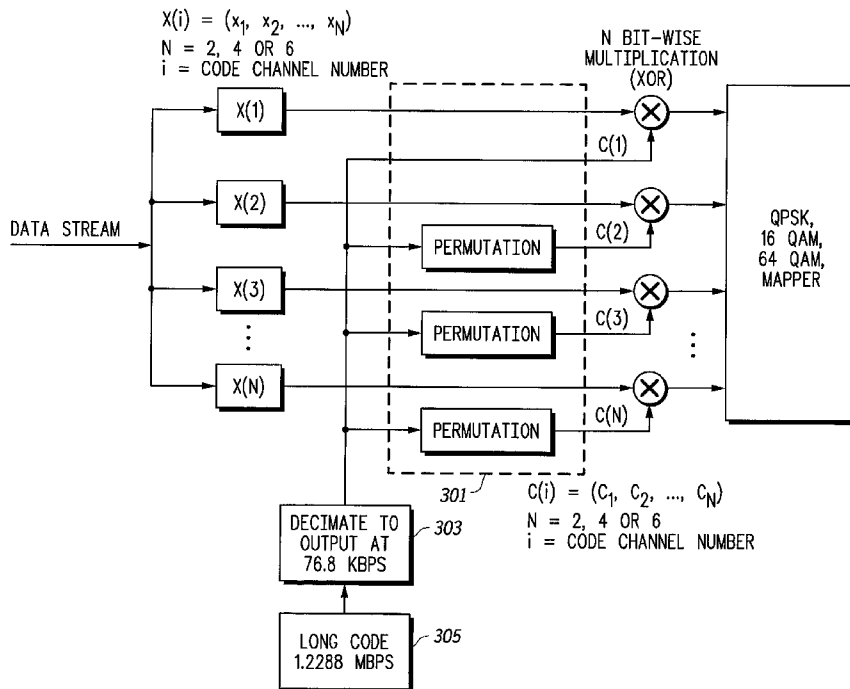 X(i) = (x₁, x₂, ..., x_N)
N = 2, 4 OR 6
i = CODE CHANNEL NUMBER
N BIT-WISE
MULTIPLICATION
(XOR)
DATA STREAM
X(1)
C(1)
X(2)
PERMUTATION
C(2)
X(3)
PERMUTATION
C(3)
X(N)
PERMUTATION
C(N)
QPSK,
16 QAM,
64 QAM,
MAPPER
301
C(i) = (C₁, C₂, ..., C_N)
N = 2, 4 OR 6
i = CODE CHANNEL NUMBER
DECIMATE TO
OUTPUT AT
76.8 KBPS
303
LONG CODE
1.2288 MBPS
305